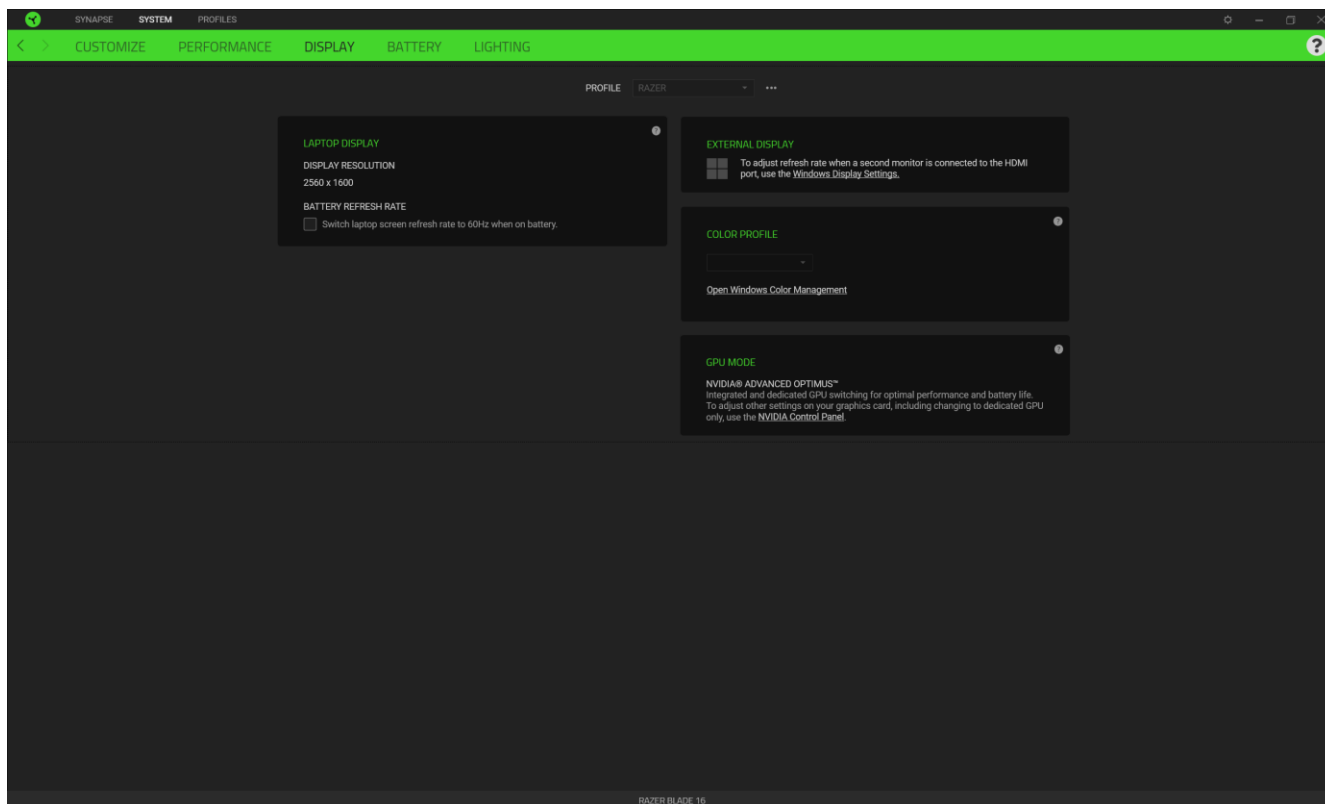 SYNAPSE SYSTEM PROFILES
CUSTOMIZE PERFORMANCE DISPLAY BATTERY LIGHTING
?
PROFILE RAZER
LAPTOP DISPLAY
DISPLAY RESOLUTION
2560 x 1600
BATTERY REFRESH RATE
Switch laptop screen refresh rate to 60Hz when on battery.
EXTERNAL DISPLAY
To adjust refresh rate when a second monitor is connected to the HDMI
port, use the Windows Display Settings.
COLOR PROFILE
Open Windows Color Management
GPU MODE
NVIDIA® ADVANCED OPTIMUS™
Integrated and dedicated GPU switching for optimal performance and battery life.
To adjust other settings on your graphics card, including changing to dedicated GPU
only, use the NVIDIA Control Panel.
RAZER BLADE 16